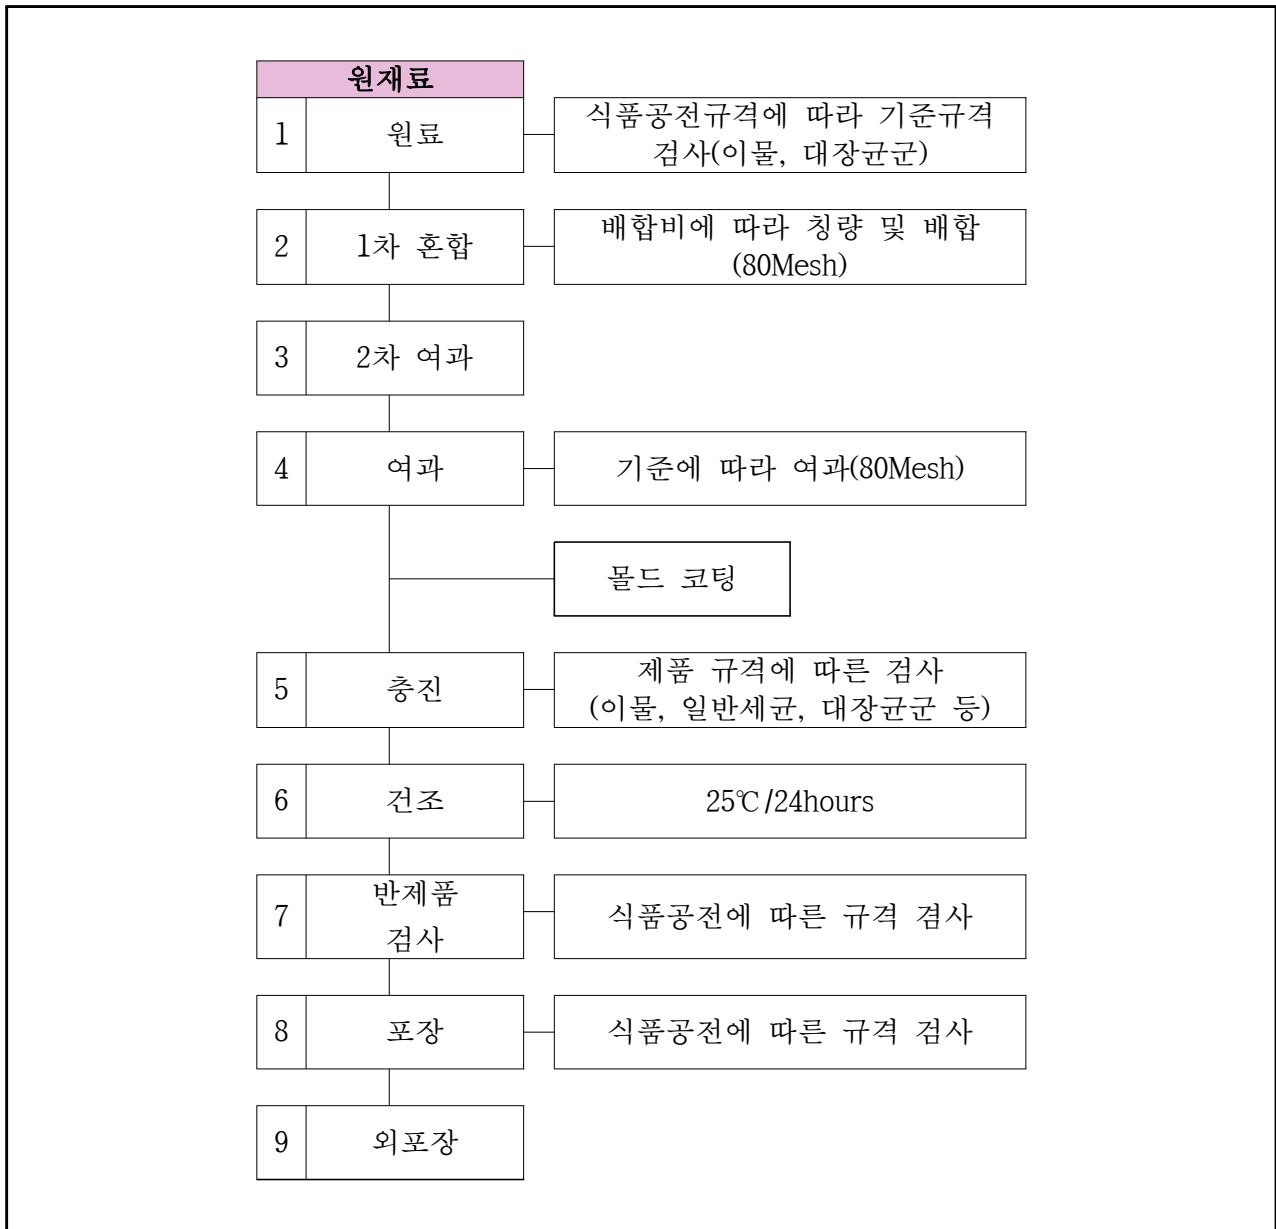 원재료
1 원료
식품공전규격에 따라 기준규격
검사(이물, 대장균군)
2 1차 혼합
배합비에 따라 칭량 및 배합
(80Mesh)
3 2차 여과
4 여과
기준에 따라 여과(80Mesh)
몰드 코팅
5 충진
제품 규격에 따른 검사
(이물, 일반세균, 대장균군 등)
6 건조
25℃/24hours
7 반제품
검사
식품공전에 따른 규격 겸사
8 포장
식품공전에 따른 규격 검사
9 외포장